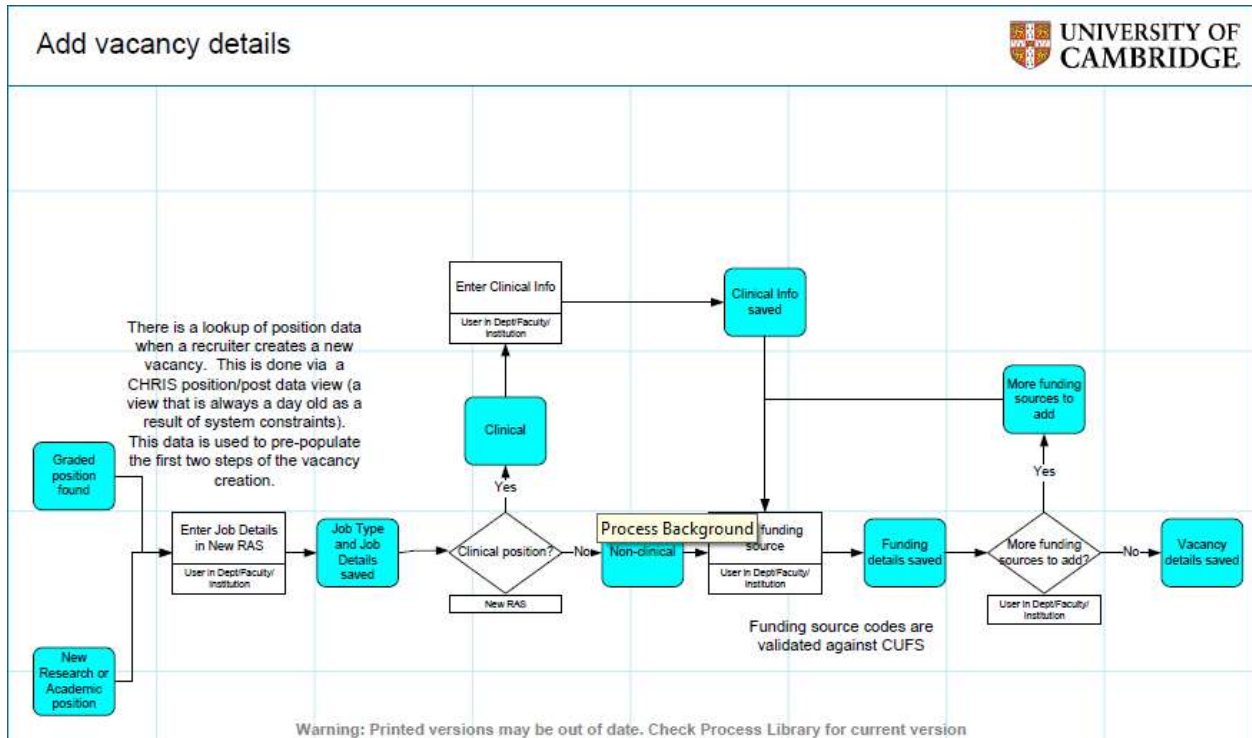 Add vacancy details
UNIVERSITY OF
CAMBRIDGE
Enter Clinical Info
User in Dept/Faculty/
Institution
Clinical Info
saved
There is a lookup of position data
when a recruiter creates a new
vacancy. This is done via a
CHRIS position/post data view (a
view that is always a day old as a
result of system constraints).
This data is used to pre-populate
the first two steps of the vacancy
creation.
Clinical
More funding
sources to
add
Graded
position
found
Yes
Yes
Enter Job Details
in New RAS
User in Dept/Faculty/
Institution
Job Type
and Job
Details
saved
Clinical position?
New RAS
No
Process Background
Non-clinical
funding
source
User in Dept/Faculty/
Institution
Funding
details saved
More funding
sources to add?
User in Dept/Faculty/
Institution
No
Vacancy
details saved
Funding source codes are
validated against CUFS
New
Research or
Academic
position
Warning: Printed versions may be out of date. Check Process Library for current version